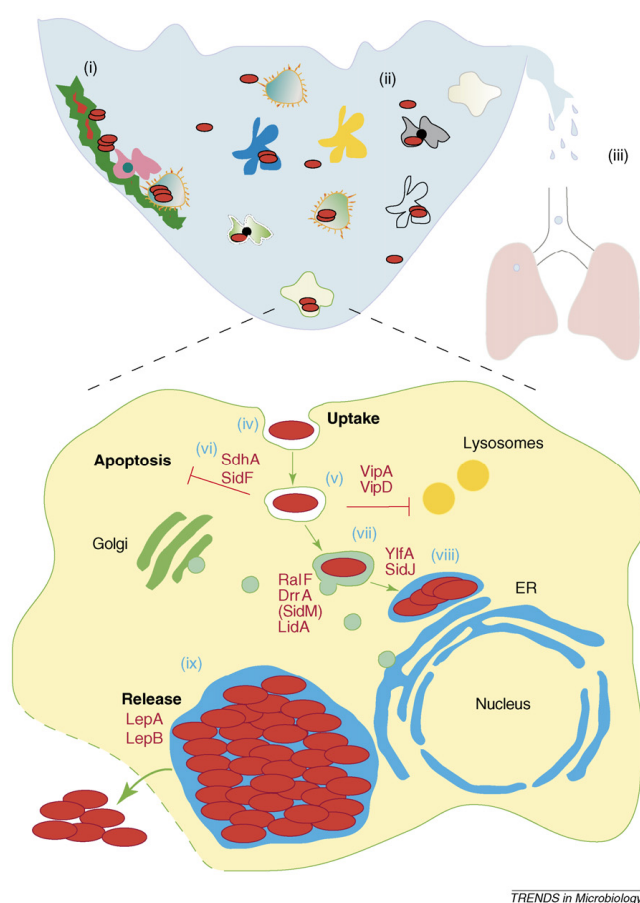 (i)
(ii)
(iii)
(iv)
Uptake
(vi)
SdhA
SidF
Apoptosis
(v)
VipA
VipD
Lysosomes
Golgi
(vii)
RalF
DrrA
(SidM)
LidA
YlfA
SidJ
(viii)
ER
Nucleus
(ix)
Release
LepA
LepB
TRENDS in Microbiology